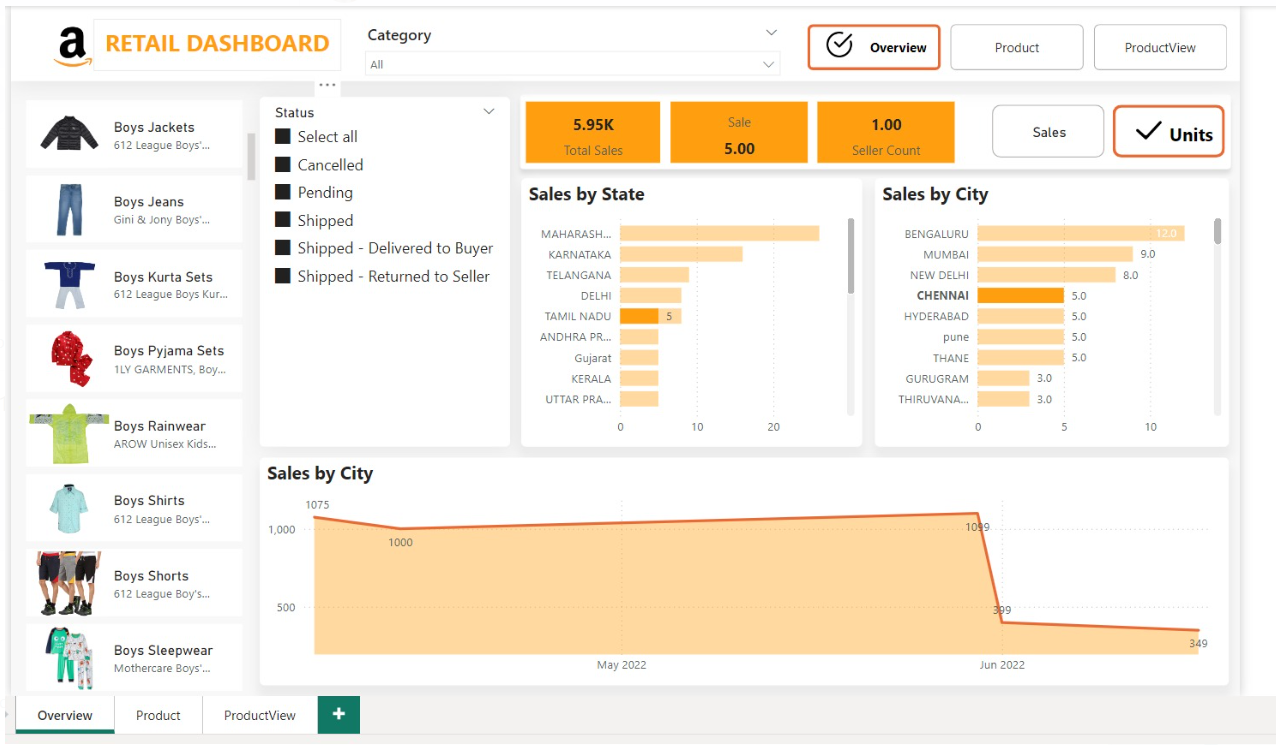 a
RETAIL DASHBOARD
Category
All
Overview
Product
ProductView
Boys Jackets
612 League Boys'...
Boys Jeans
Gini & Jony Boys'...
Boys Kurta Sets
612 League Boys Kur...
Boys Pyjama Sets
1LY GARMENTS, Boy...
Boys Rainwear
AROW Unisex Kids...
Boys Shirts
612 League Boys'...
Boys Shorts
612 League Boy's...
Boys Sleepwear
Mothercare Boys'...
Status
Select all
Cancelled
Pending
Shipped
Shipped - Delivered to Buyer
Shipped - Returned to Seller
5.95K
Total Sales
Sale
5.00
1.00
Seller Count
Sales
Units
Sales by State
MAHARASH...
KARNATAKA
TELANGANA
DELHI
TAMIL NADU 5
ANDHRA PR...
Gujarat
KERALA
UTTAR PRA...
0 10 20
Sales by City
BENGALURU 12.0
MUMBAI 9.0
NEW DELHI 8.0
CHENNAI 5.0
HYDERABAD 5.0
pune 5.0
THANE 5.0
GURUGRAM 3.0
THIRUVANA... 3.0
0 5 10
Sales by City
1075
1,000
1000
1099
500
399
349
May 2022 Jun 2022
Overview Product ProductView +